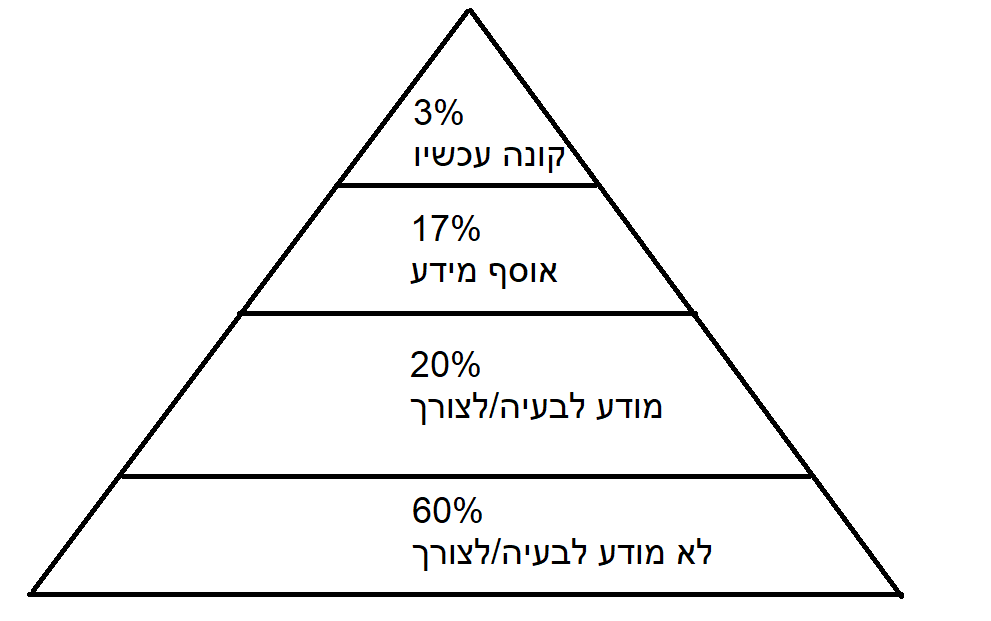 3%
קונה עכשיו
17%
אוסף מידע
20%
מודע לבעיה/לצורך
60%
לא מודע לבעיה/לצורך